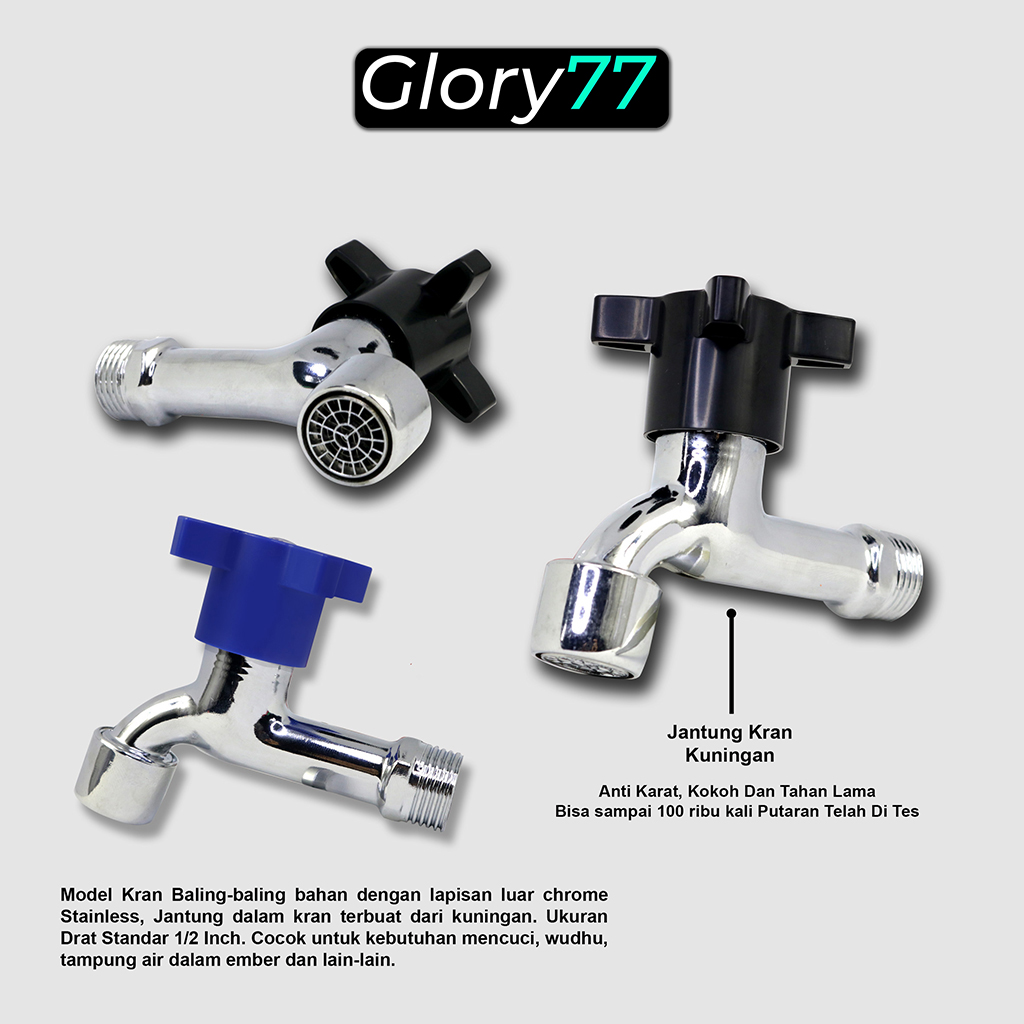 Glory77
Jantung Kran
Kuningan
Anti Karat, Kokoh Dan Tahan Lama
Bisa sampai 100 ribu kali Putaran Telah Di Tes
Model Kran Baling-baling bahan dengan lapisan luar chrome
Stainless, Jantung dalam kran terbuat dari kuningan. Ukuran
Drat Standar 1/2 Inch. Cocok untuk kebutuhan mencuci, wudhu,
tampung air dalam ember dan lain-lain.